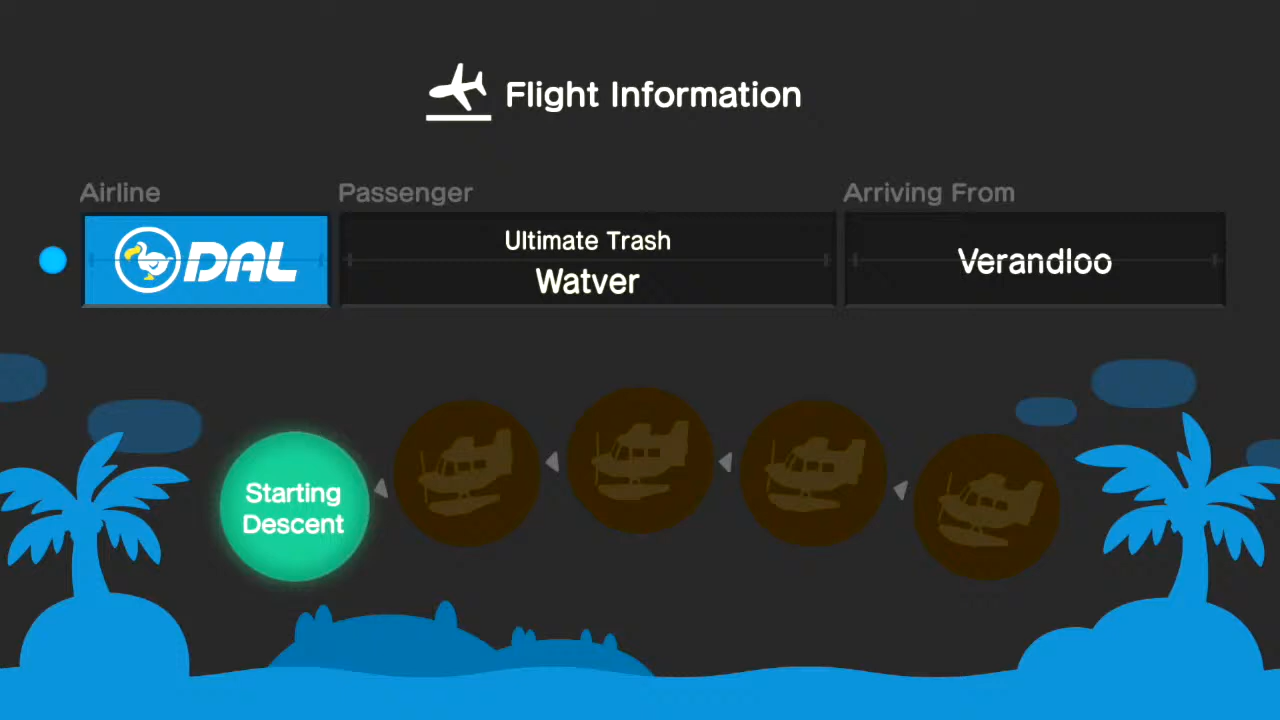 Flight Information
Airline
Passenger
Arriving From
DAL
Ultimate Trash
Watver
Verandloo
Starting
Descent